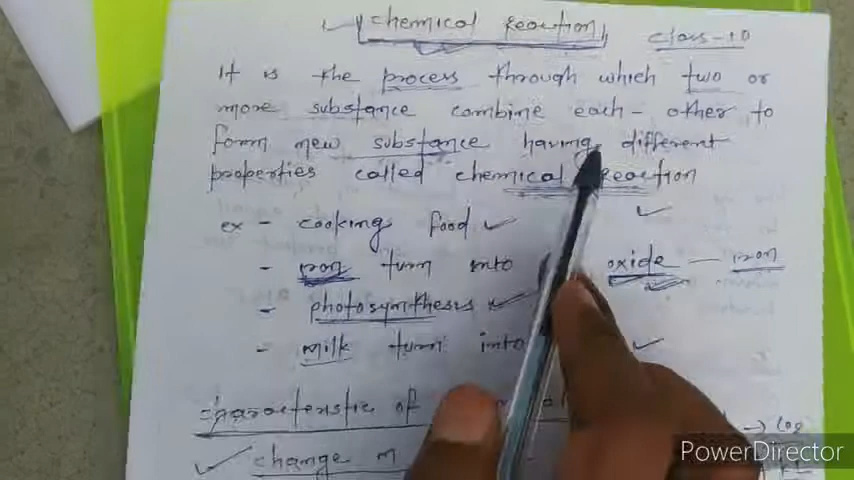 chemical Reaction
class-10
It is the process through which two or
more substance combine each - other to
form new substance having different
properties called chemical Reaction
ex - cooking food
- iron turn into oxide - iron
- photosynthesis
- milk turn into
characterstic of
change
PowerDirector